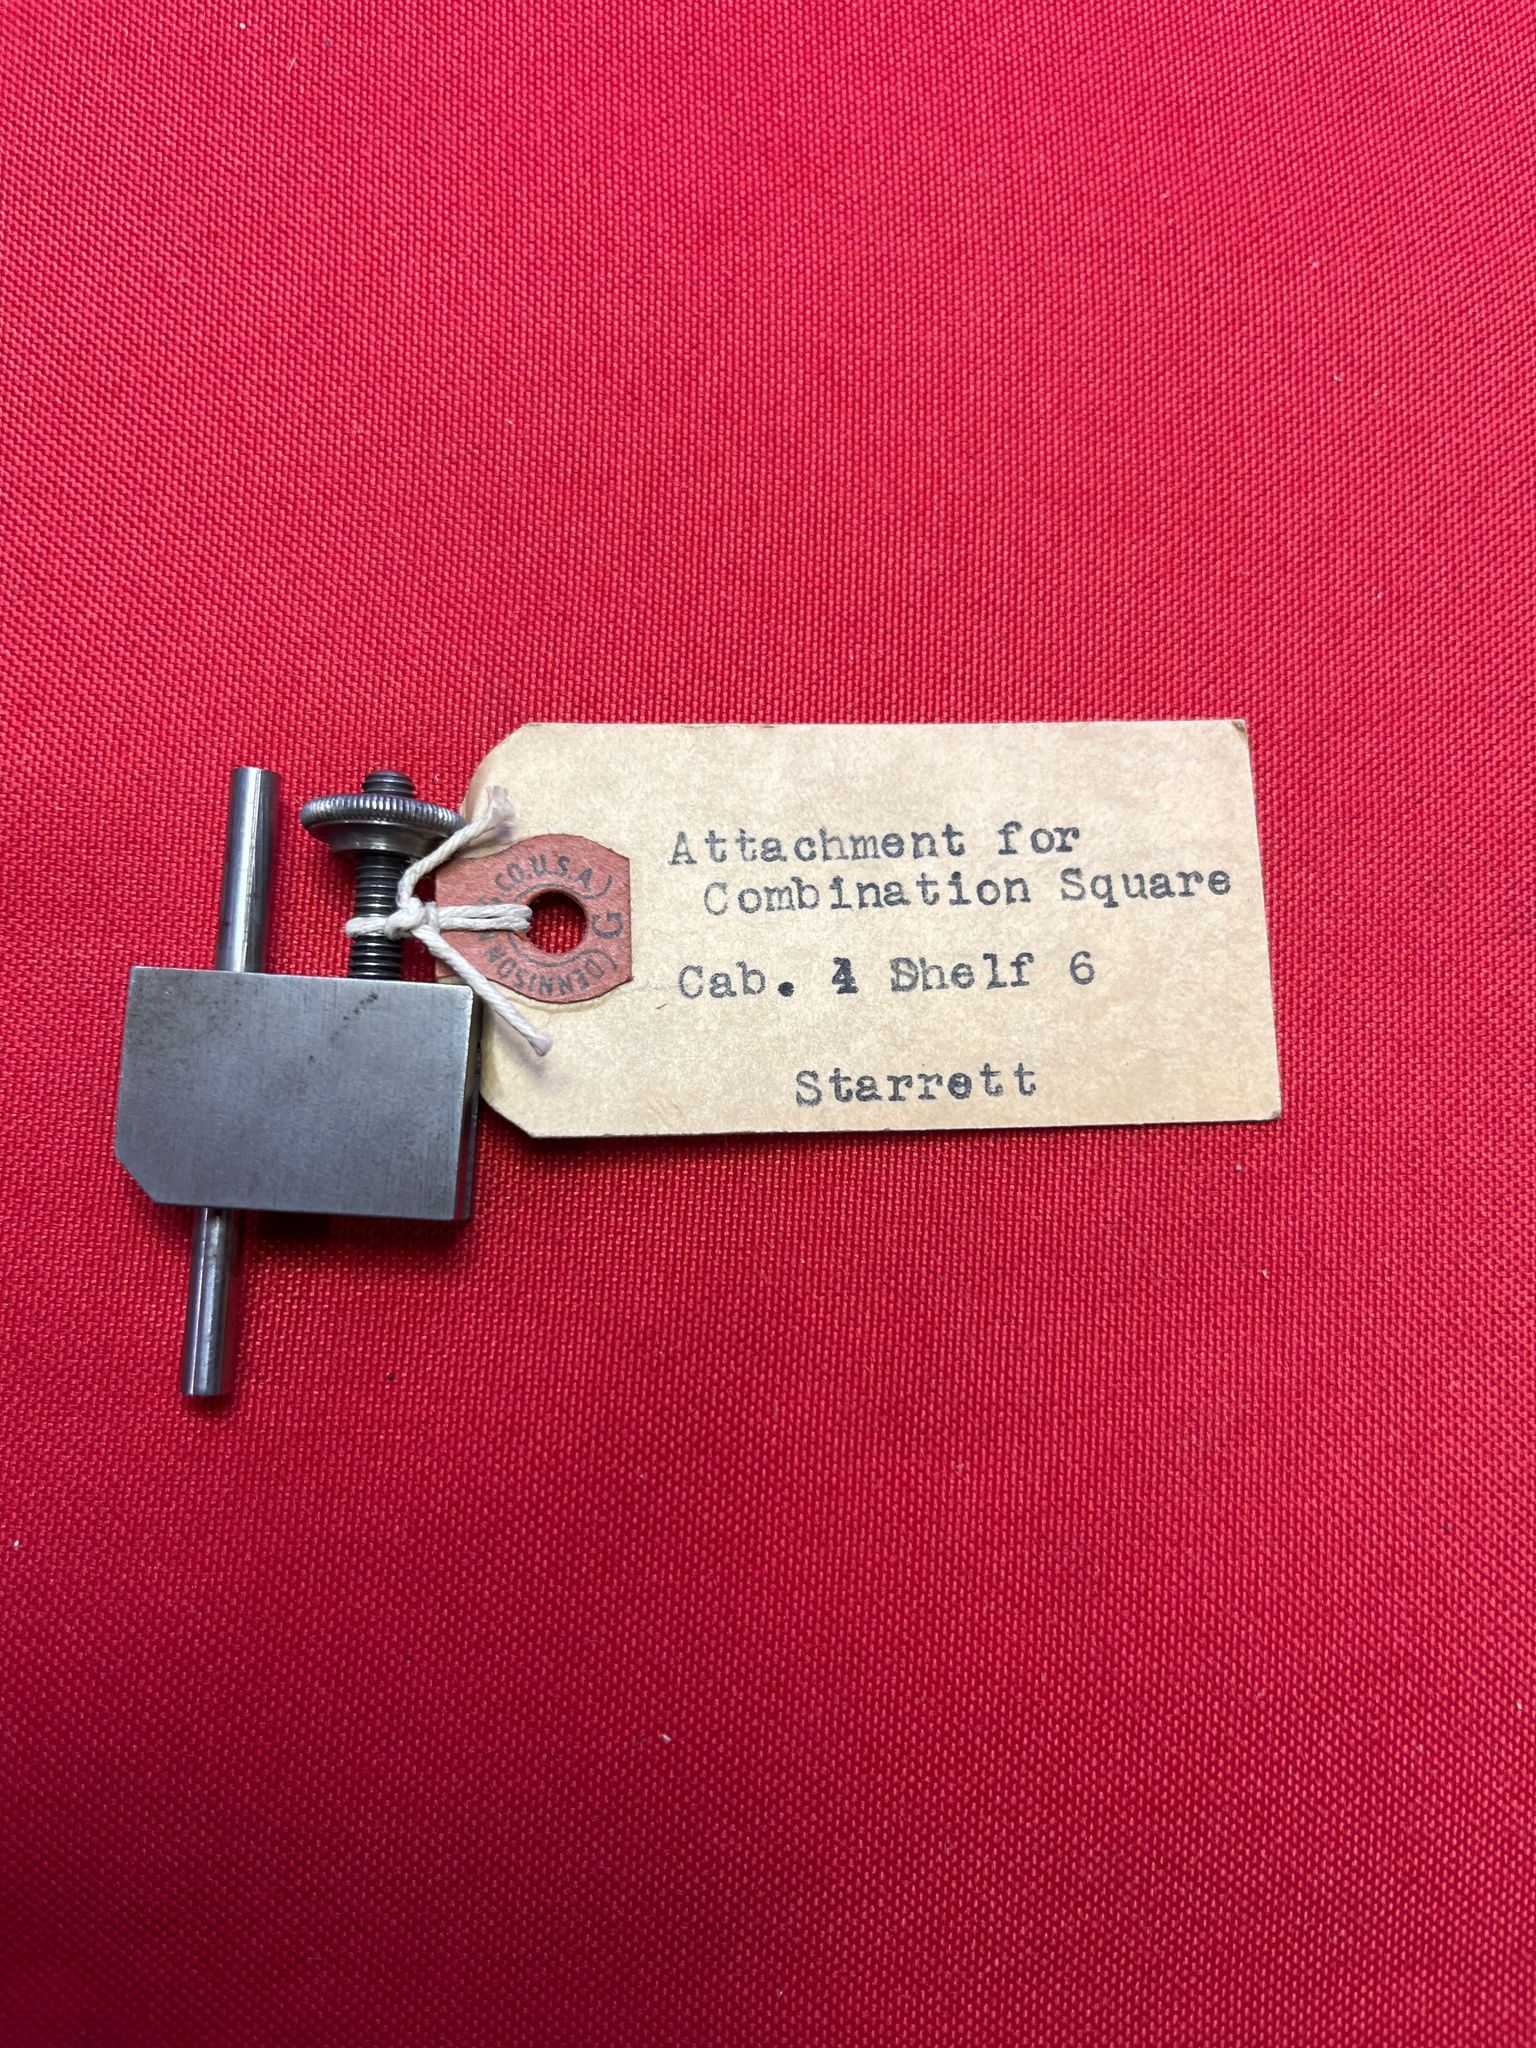 Attachment for
Combination Square
Cab. 4 Shelf 6
Starrett
(DENNISON CO.U.S.A.)
G